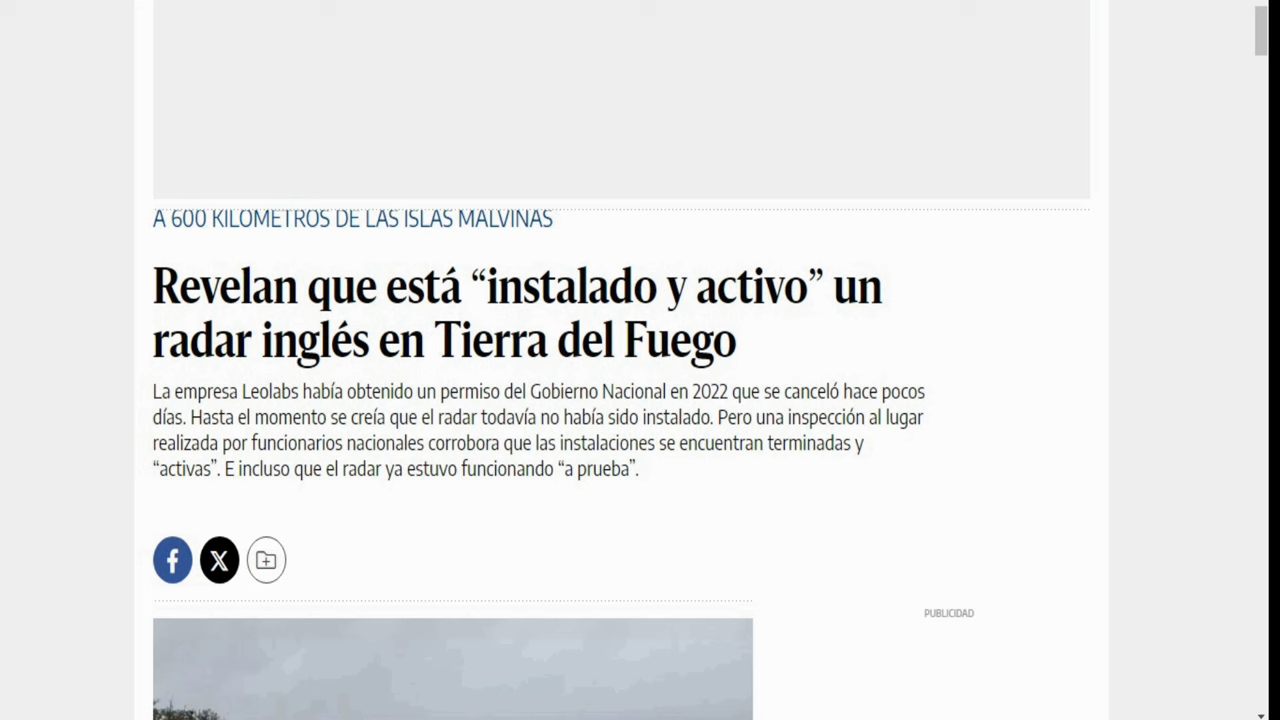 A 600 KILÓMETROS DE LAS ISLAS MALVINAS
Revelan que está “instalado y activo” un
radar inglés en Tierra del Fuego
La empresa Leolabs había obtenido un permiso del Gobierno Nacional en 2022 que se canceló hace pocos
días. Hasta el momento se creía que el radar todavía no había sido instalado. Pero una inspección al lugar
realizada por funcionarios nacionales corrobora que las instalaciones se encuentran terminadas y
“activas”. E incluso que el radar ya estuvo funcionando “a prueba”.
PUBLICIDAD